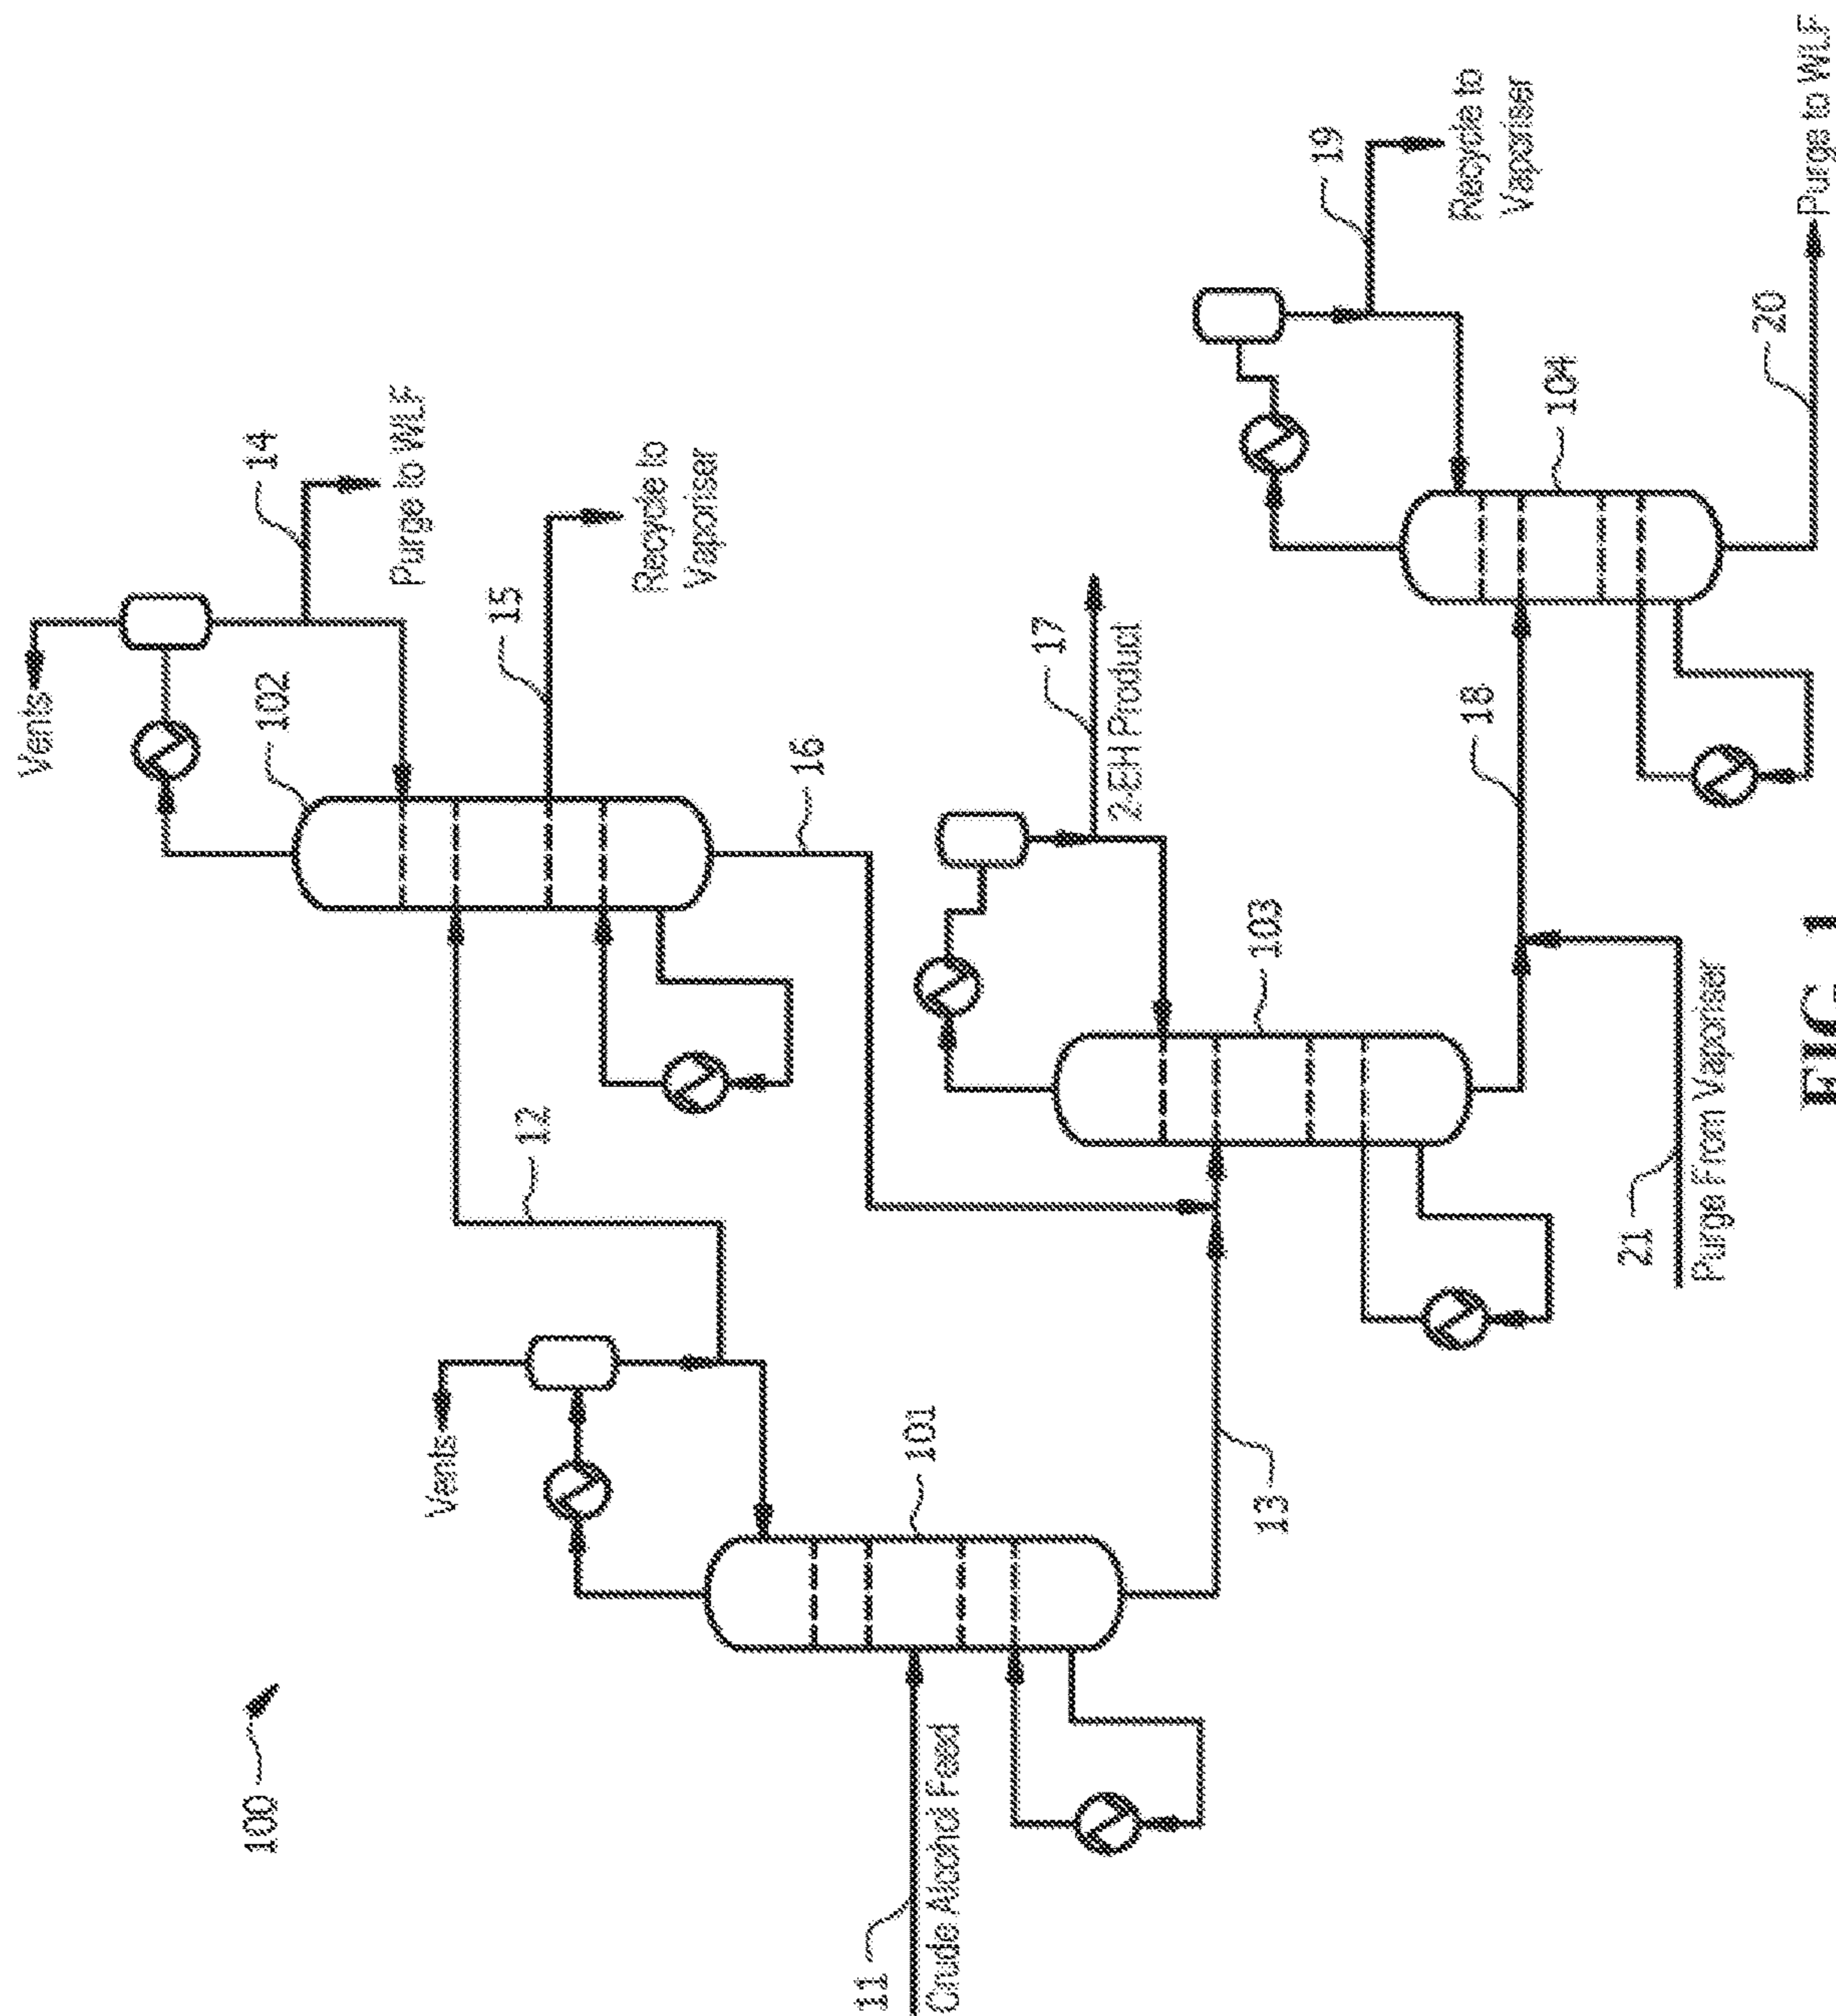 100
11
Crude Alcohol Feed
Vents
101
12
13
Vents
102
14
Purge to WLF
15
Recycle to
Vaporiser
16
103
17
2-EH Product
21
Purge From Vaporiser
18
104
19
Recycle to
Vaporiser
20
Purge to WLF
FIG. 1